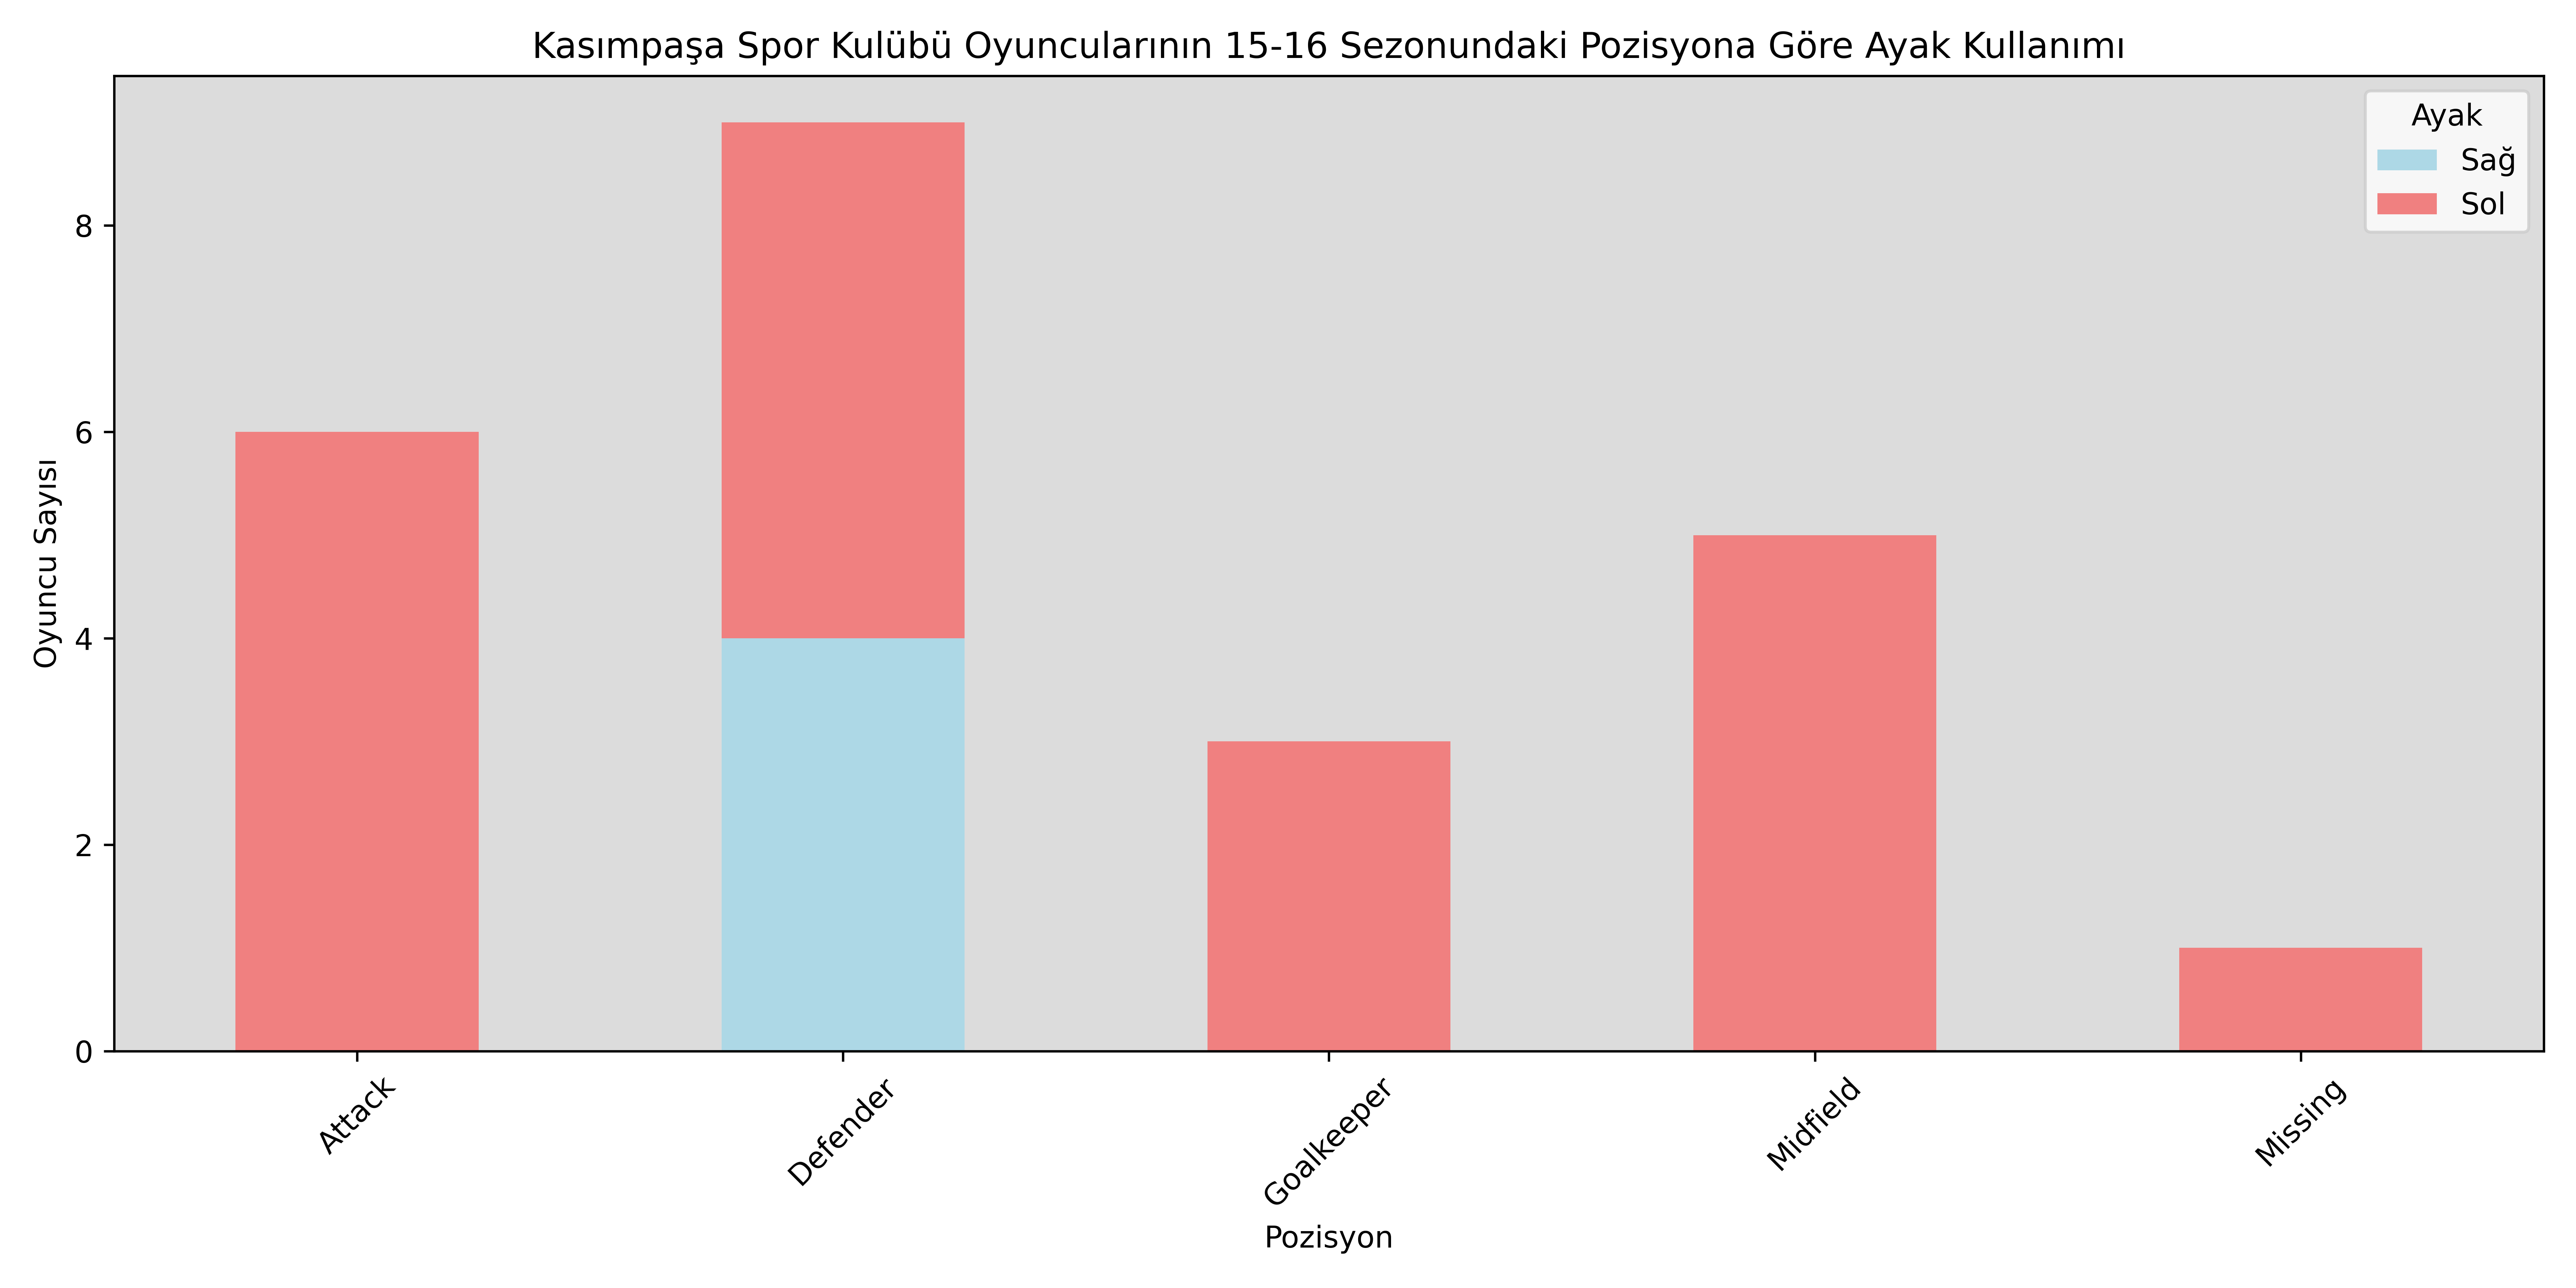 Kasımpaşa Spor Kulübü Oyuncularının 15-16 Sezonundaki Pozisyona Göre Ayak Kullanımı
Ayak
Sağ
Sol
Oyuncu Sayısı
8
6
4
2
0
Attack
Defender
Goalkeeper
Midfield
Missing
Pozisyon